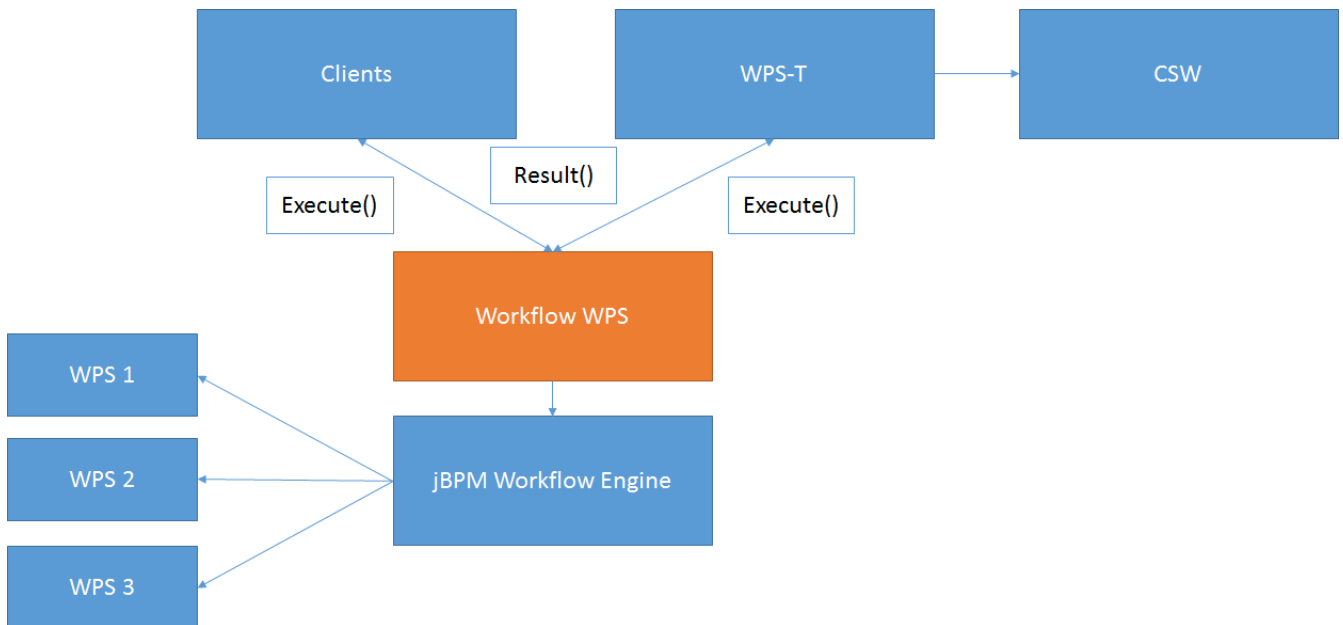 Clients
WPS-T
CSW
Result()
Execute()
Execute()
Workflow WPS
WPS 1
WPS 2
jBPM Workflow Engine
WPS 3